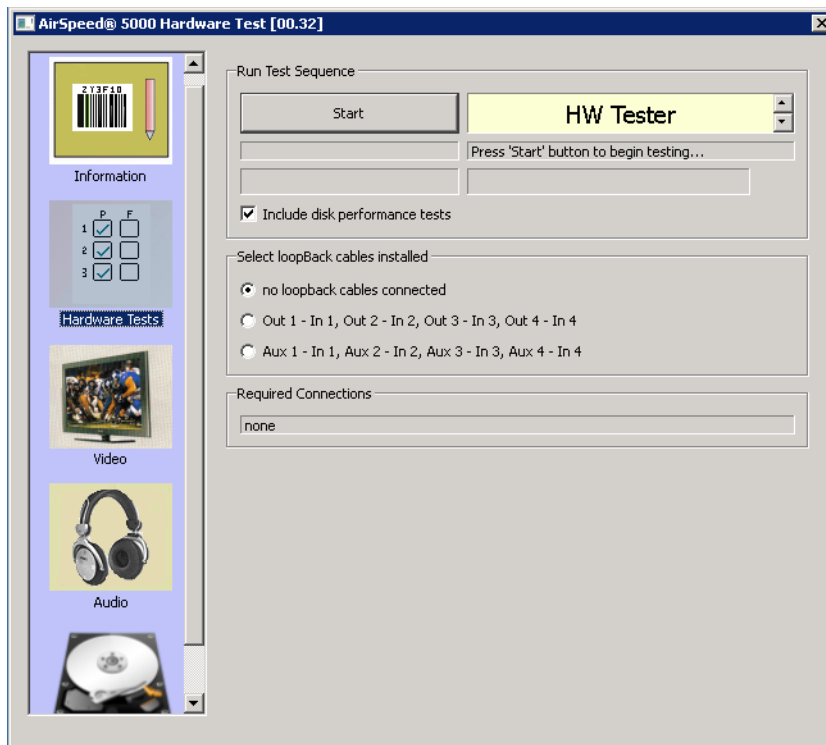 AirSpeed® 5000 Hardware Test [00.32]
2Y3F10
Information
P F
1
2
3
Hardware Tests
Video
Audio
Run Test Sequence
Start
HW Tester
Press 'Start' button to begin testing...
Include disk performance tests
Select loopBack cables installed
no loopback cables connected
Out 1 - In 1, Out 2 - In 2, Out 3 - In 3, Out 4 - In 4
Aux 1 - In 1, Aux 2 - In 2, Aux 3 - In 3, Aux 4 - In 4
Required Connections
none